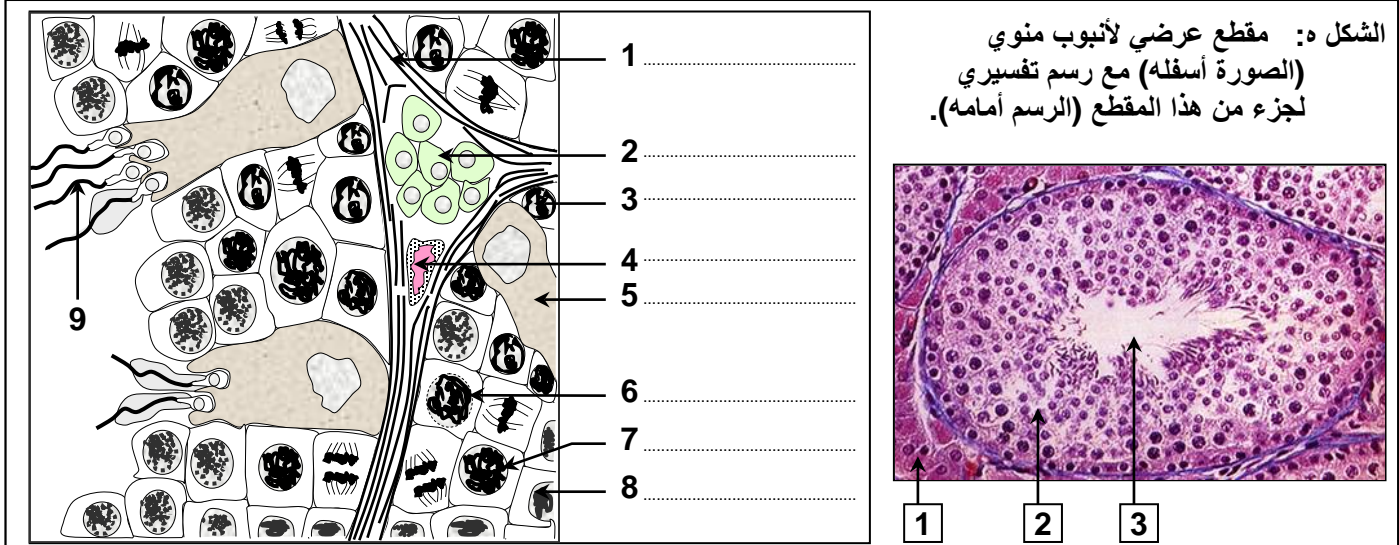 الشكل ه: مقطع عرضي لأنبوب منوي
(الصورة أسفله) مع رسم تفسيري
لجزء من هذا المقطع (الرسم أمامه).
1 ........................................
2 ........................................
3 ........................................
4 ........................................
5 ........................................
6 ........................................
7 ........................................
8 ........................................
9
1 2 3